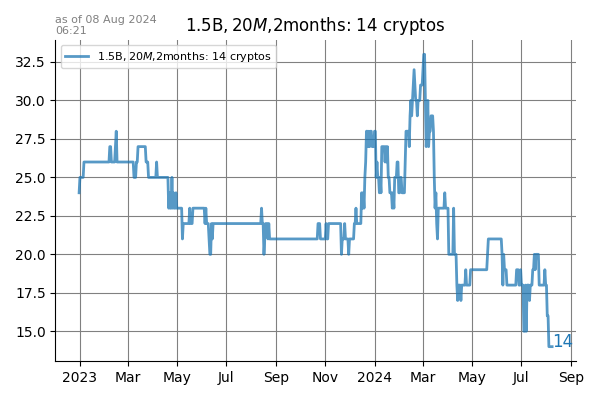 as of 08 Aug 2024
06:21
1.5B, 20M,2months: 14 cryptos
1.5B, 20M,2months: 14 cryptos
32.5
30.0
27.5
25.0
22.5
20.0
17.5
15.0
14
2023 Mar May Jul Sep Nov 2024 Mar May Jul Sep